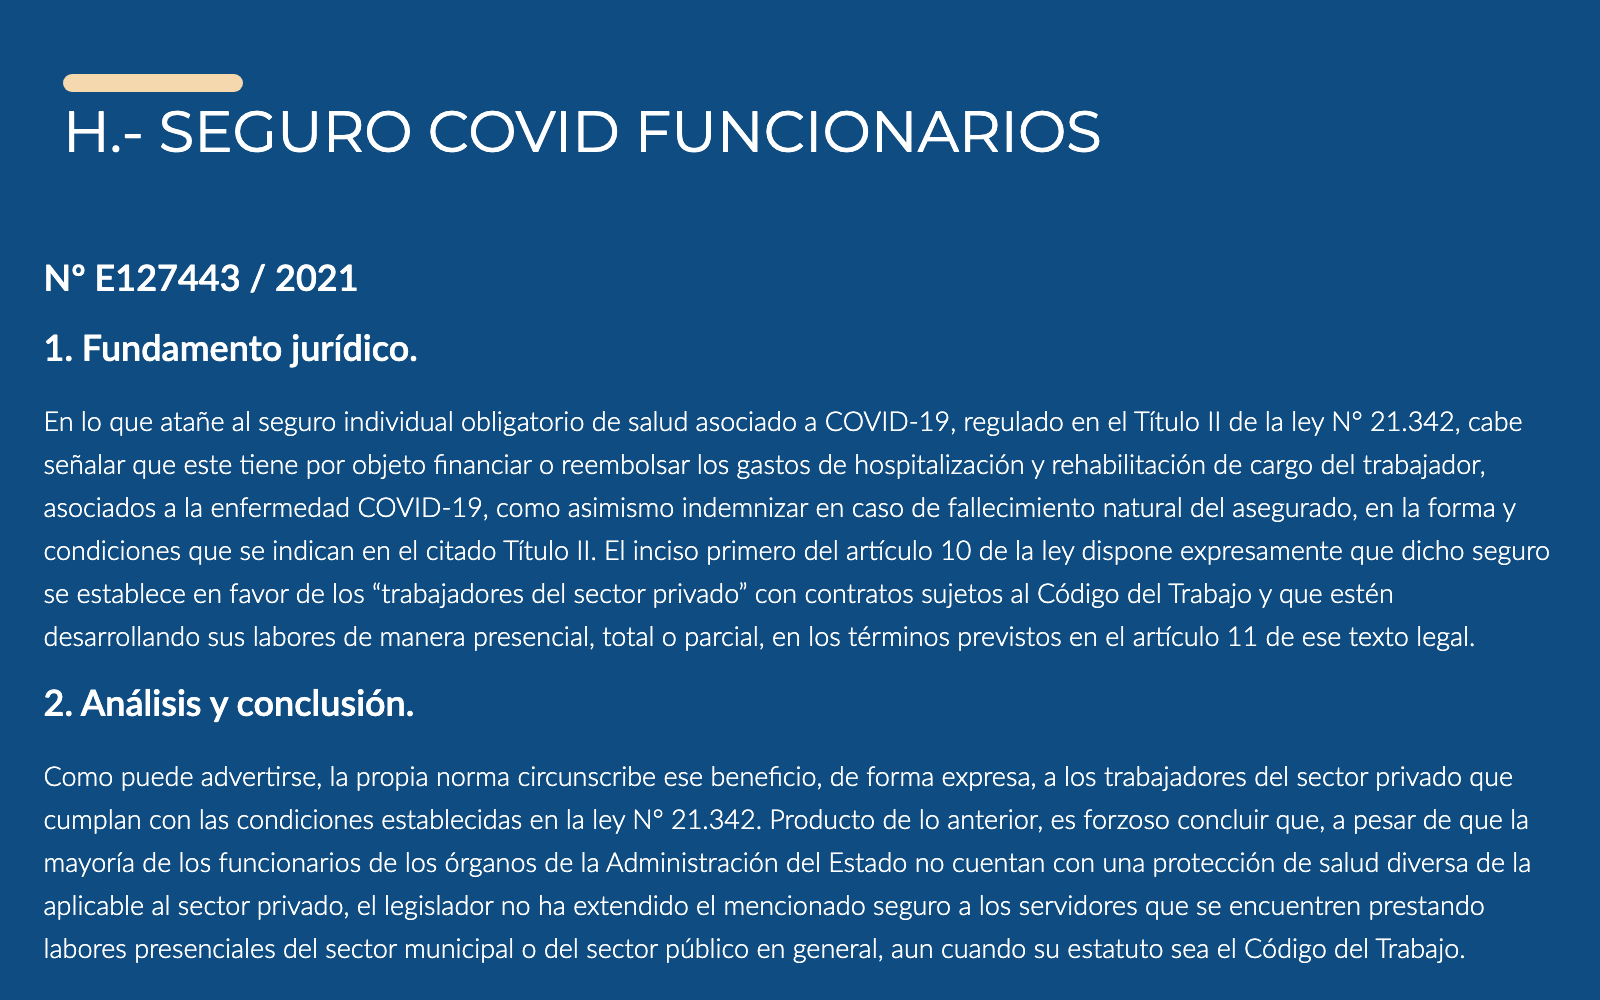 H.- SEGURO COVID FUNCIONARIOS
N° E127443 / 2021
1. Fundamento jurídico.
En lo que atañe al seguro individual obligatorio de salud asociado a COVID-19, regulado en el Título II de la ley N° 21.342, cabe
señalar que este tiene por objeto financiar o reembolsar los gastos de hospitalización y rehabilitación de cargo del trabajador,
asociados a la enfermedad COVID-19, como asimismo indemnizar en caso de fallecimiento natural del asegurado, en la forma y
condiciones que se indican en el citado Título II. El inciso primero del artículo 10 de la ley dispone expresamente que dicho seguro
se establece en favor de los “trabajadores del sector privado” con contratos sujetos al Código del Trabajo y que estén
desarrollando sus labores de manera presencial, total o parcial, en los términos previstos en el artículo 11 de ese texto legal.
2. Análisis y conclusión.
Como puede advertirse, la propia norma circunscribe ese beneficio, de forma expresa, a los trabajadores del sector privado que
cumplan con las condiciones establecidas en la ley N° 21.342. Producto de lo anterior, es forzoso concluir que, a pesar de que la
mayoría de los funcionarios de los órganos de la Administración del Estado no cuentan con una protección de salud diversa de la
aplicable al sector privado, el legislador no ha extendido el mencionado seguro a los servidores que se encuentren prestando
labores presenciales del sector municipal o del sector público en general, aun cuando su estatuto sea el Código del Trabajo.